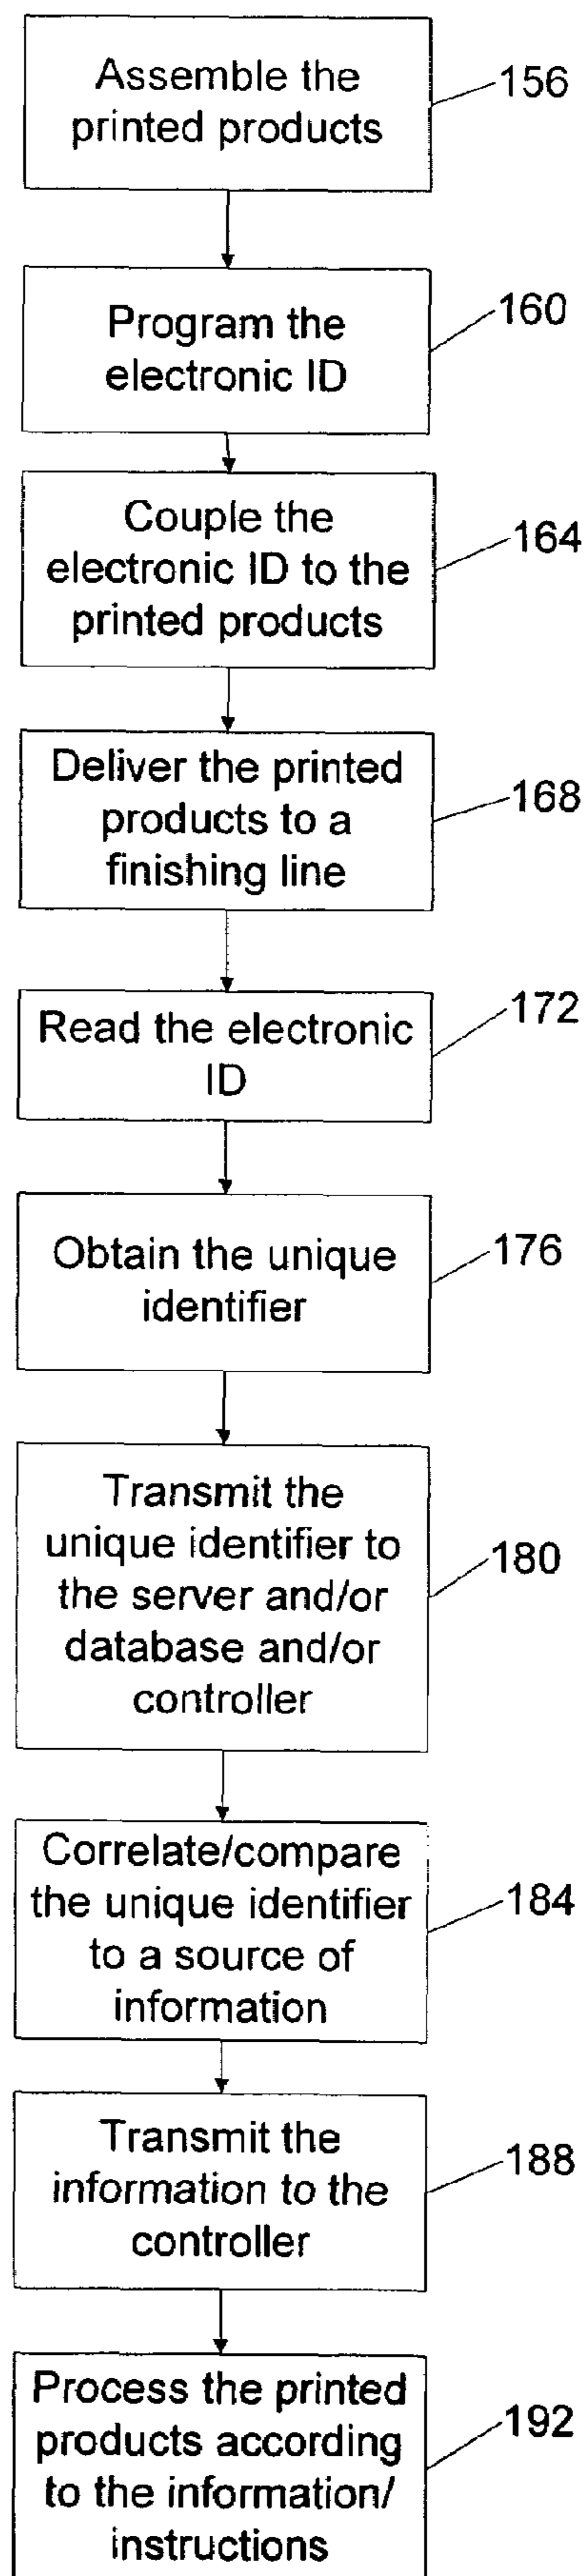 Assemble the
printed products
156
Program the
electronic ID
160
Couple the
electronic ID to the
printed products
164
Deliver the printed
products to a
finishing line
168
Read the electronic
ID
172
Obtain the unique
identifier
176
Transmit the
unique identifier to
the server and/or
database and/or
controller
180
Correlate/compare
the unique identifier
to a source of
information
184
Transmit the
information to the
controller
188
Process the printed
products according
to the information/
instructions
192